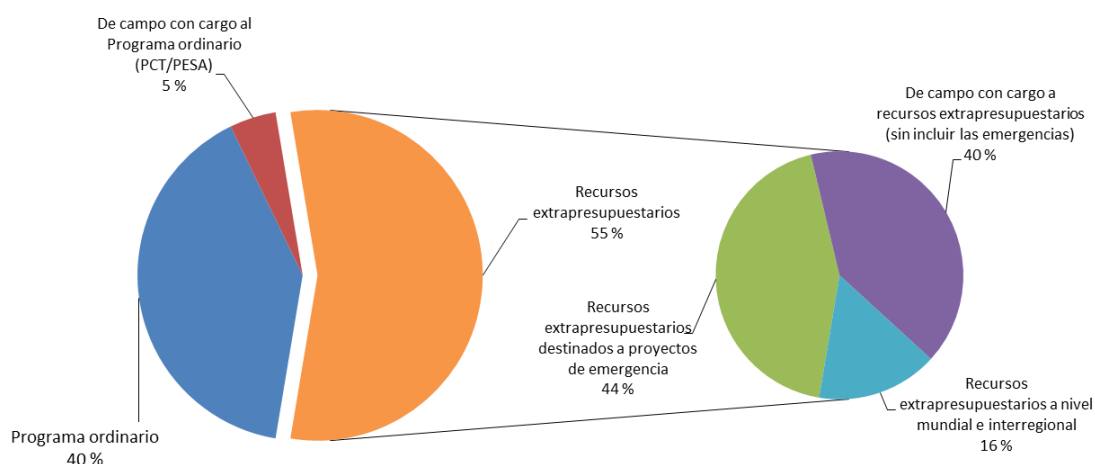 De campo con cargo al
Programa ordinario
(PCT/PESA)
5 %
Recursos
extrapresupuestarios
55 %
Programa ordinario
40 %
De campo con cargo a
recursos extrapresupuestarios
(sin incluir las emergencias)
40 %
Recursos
extrapresupuestarios
destinados a proyectos
de emergencia
44 %
Recursos
extrapresupuestarios a nivel
mundial e interregional
16 %